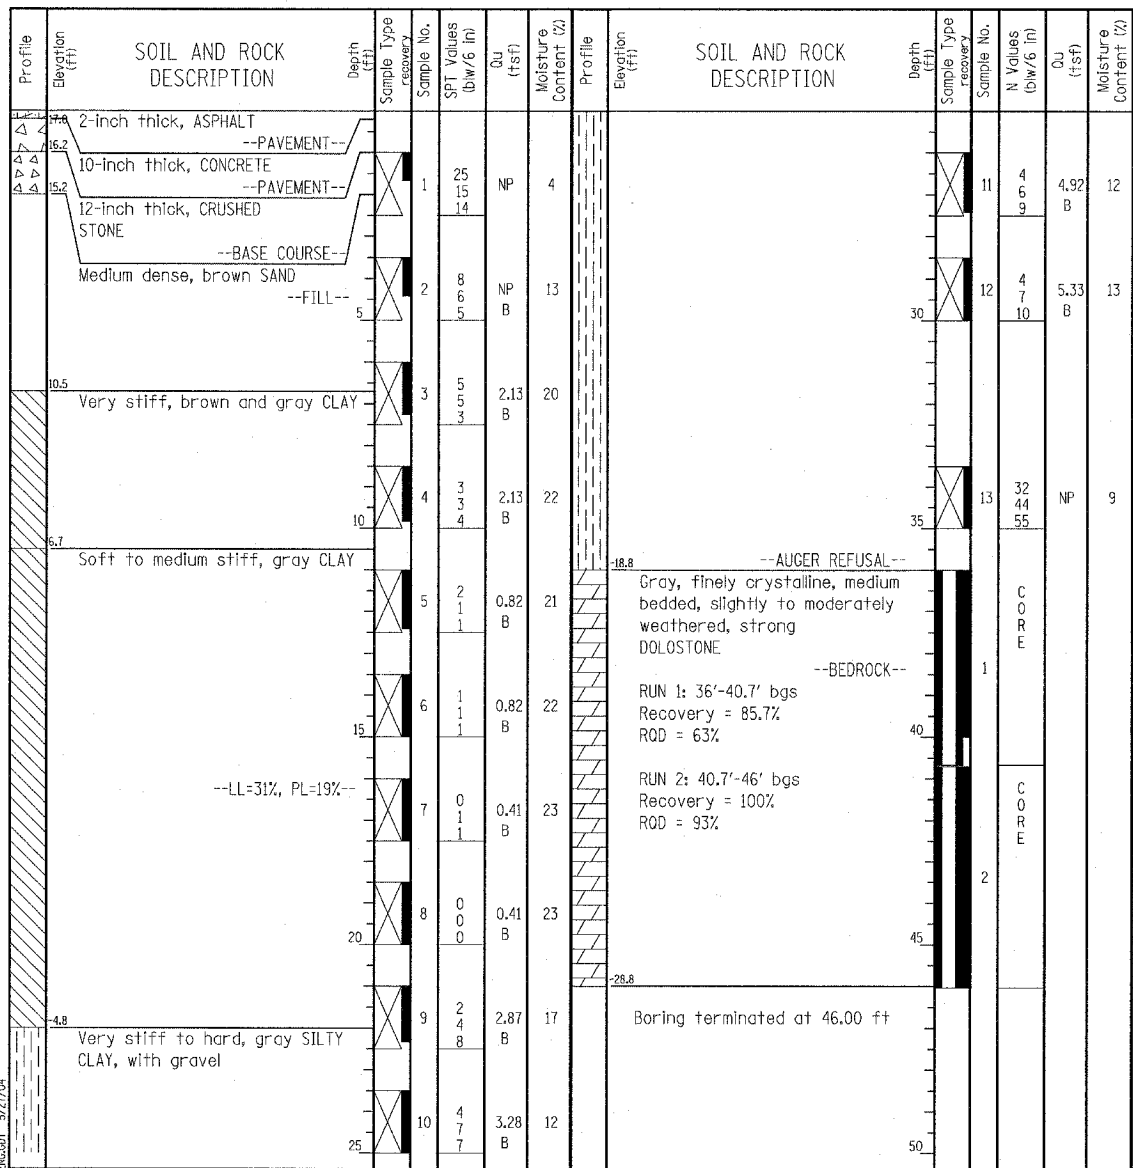 Profile
Elevation (ft)
SOIL AND ROCK
DESCRIPTION
Depth (ft)
Sample Type
recovery
Sample No.
SPT Values (blw/6 in)
Qu (tsf)
Moisture Content (%)
17.0
2-inch thick, ASPHALT
--PAVEMENT--
16.2
10-inch thick, CONCRETE
--PAVEMENT--
15.2
12-inch thick, CRUSHED
STONE
--BASE COURSE--
Medium dense, brown SAND
--FILL--
1 25 15 14 NP 4
2 8 6 5 NP B 13
5
10.5
Very stiff, brown and gray CLAY
3 5 5 3 2.13 B 20
4 3 3 4 2.13 B 22
10
6.7
Soft to medium stiff, gray CLAY
5 2 1 1 0.82 B 21
6 1 1 1 0.82 B 22
15
--LL=31%, PL=19%--
7 0 1 1 0.41 B 23
8 0 0 0 0.41 B 23
20
9 2 4 8 2.87 B 17
-4.8
Very stiff to hard, gray SILTY
CLAY, with gravel
10 4 7 7 3.28 B 12
25
Profile
Elevation (ft)
SOIL AND ROCK
DESCRIPTION
Depth (ft)
Sample Type
recovery
Sample No.
N Values (blw/6 in)
Qu (tsf)
Moisture Content (%)
11 4 6 9 4.92 B 12
12 4 7 10 5.33 B 13
30
13 32 44 55 NP 9
35
--AUGER REFUSAL--
-18.8
Gray, finely crystalline, medium
bedded, slightly to moderately
weathered, strong
DOLOSTONE
--BEDROCK--
1 CORE
RUN 1: 36'-40.7' bgs
Recovery = 85.7%
RQD = 63%
40
RUN 2: 40.7'-46' bgs
Recovery = 100%
RQD = 93%
2 CORE
45
-28.8
Boring terminated at 46.00 ft
50